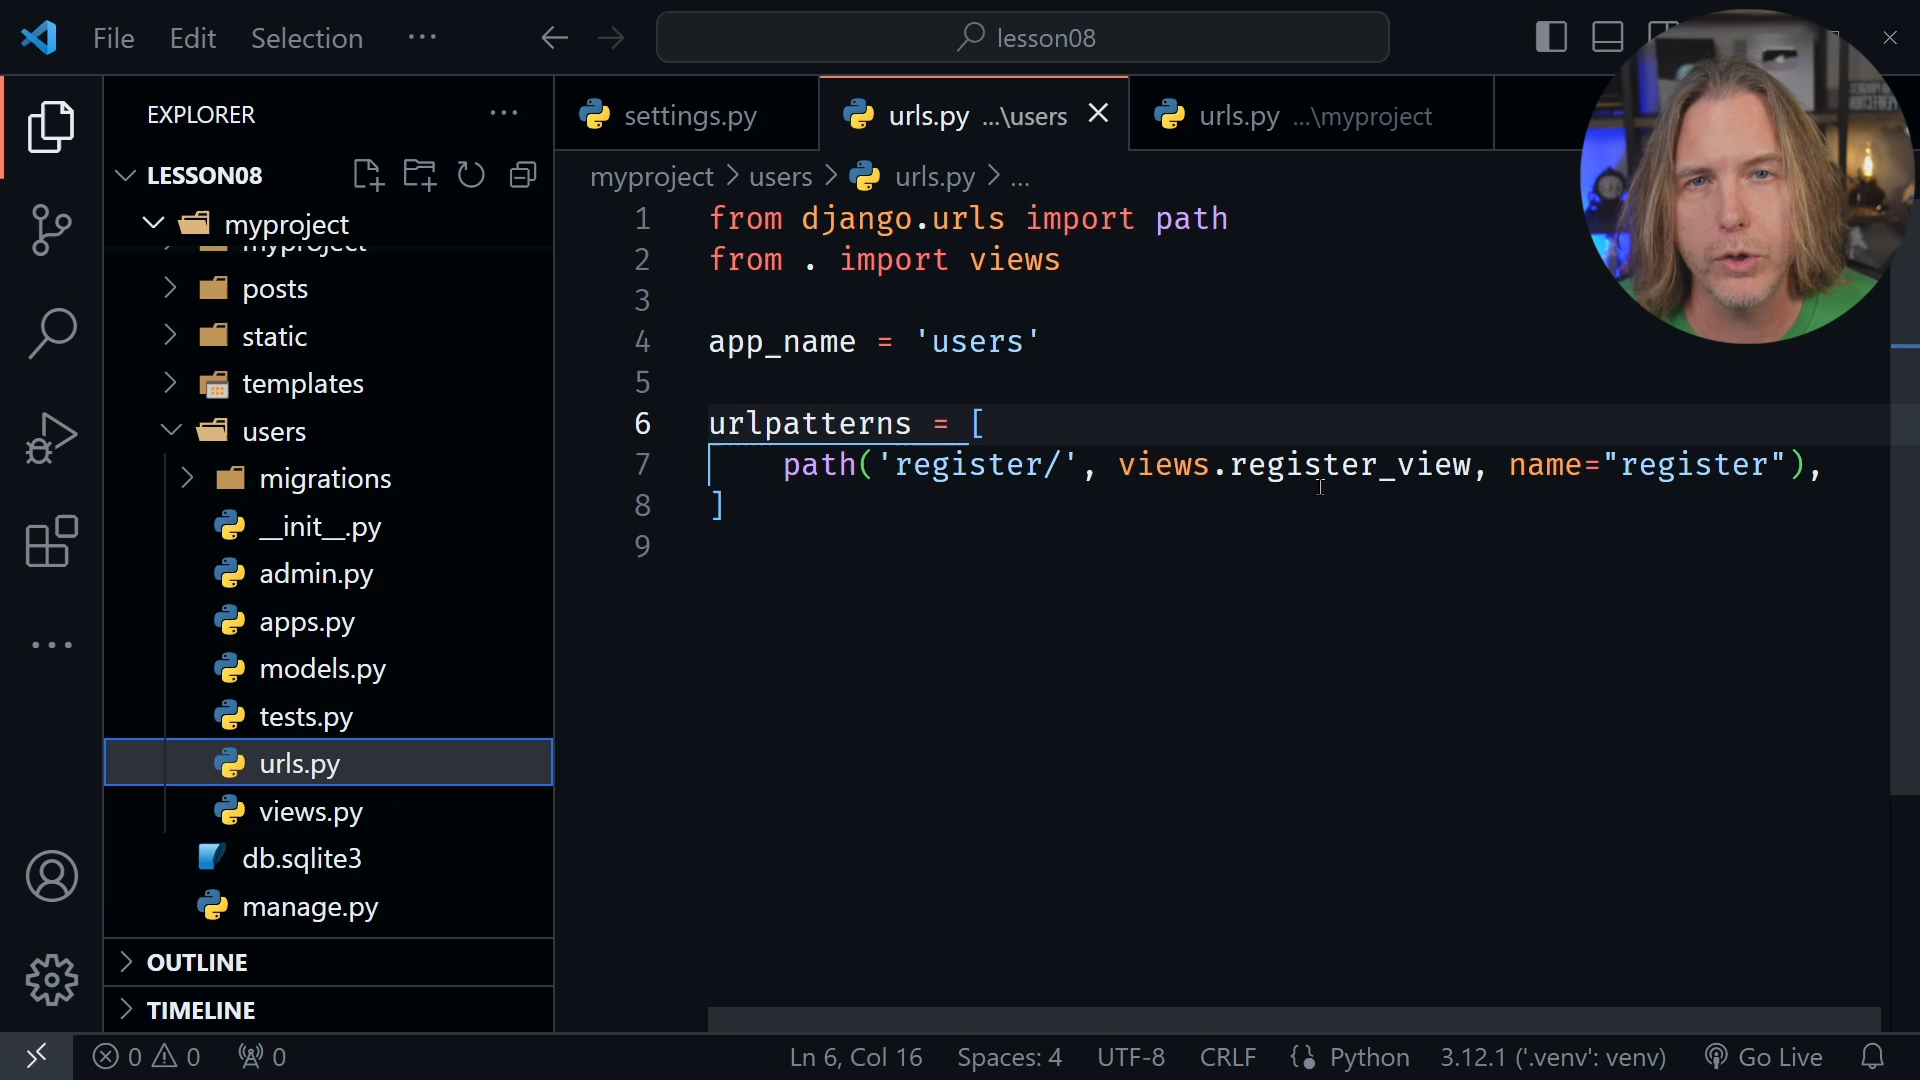 File Edit Selection ···
lesson08
EXPLORER ···
LESSON08
myproject
myproject
posts
static
templates
users
migrations
__init__.py
admin.py
apps.py
models.py
tests.py
urls.py
views.py
db.sqlite3
manage.py
OUTLINE
TIMELINE
settings.py
urls.py ...\users
urls.py ...\myproject
myproject > users > urls.py > ...
1 from django.urls import path
2 from . import views
3
4 app_name = 'users'
5
6 urlpatterns = [
7 path('register/', views.register_view, name="register"),
8 ]
9
0 0 0
Ln 6, Col 16 Spaces: 4 UTF-8 CRLF Python 3.12.1 ('.venv': venv) Go Live